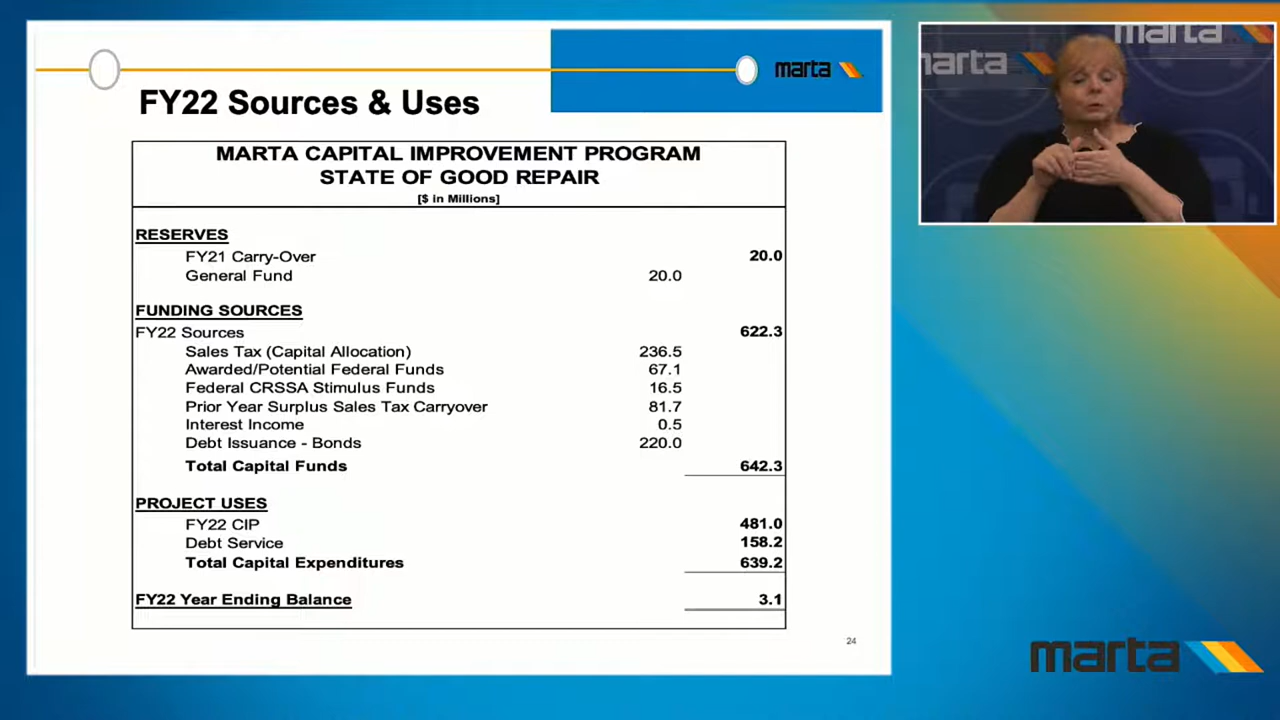 marta
FY22 Sources & Uses
MARTA CAPITAL IMPROVEMENT PROGRAM
STATE OF GOOD REPAIR
[$ in Millions]
RESERVES
FY21 Carry-Over 20.0
General Fund 20.0
FUNDING SOURCES
FY22 Sources 622.3
Sales Tax (Capital Allocation) 236.5
Awarded/Potential Federal Funds 67.1
Federal CRSSA Stimulus Funds 16.5
Prior Year Surplus Sales Tax Carryover 81.7
Interest Income 0.5
Debt Issuance - Bonds 220.0
Total Capital Funds 642.3
PROJECT USES
FY22 CIP 481.0
Debt Service 158.2
Total Capital Expenditures 639.2
FY22 Year Ending Balance 3.1
24
marta
marta
marta